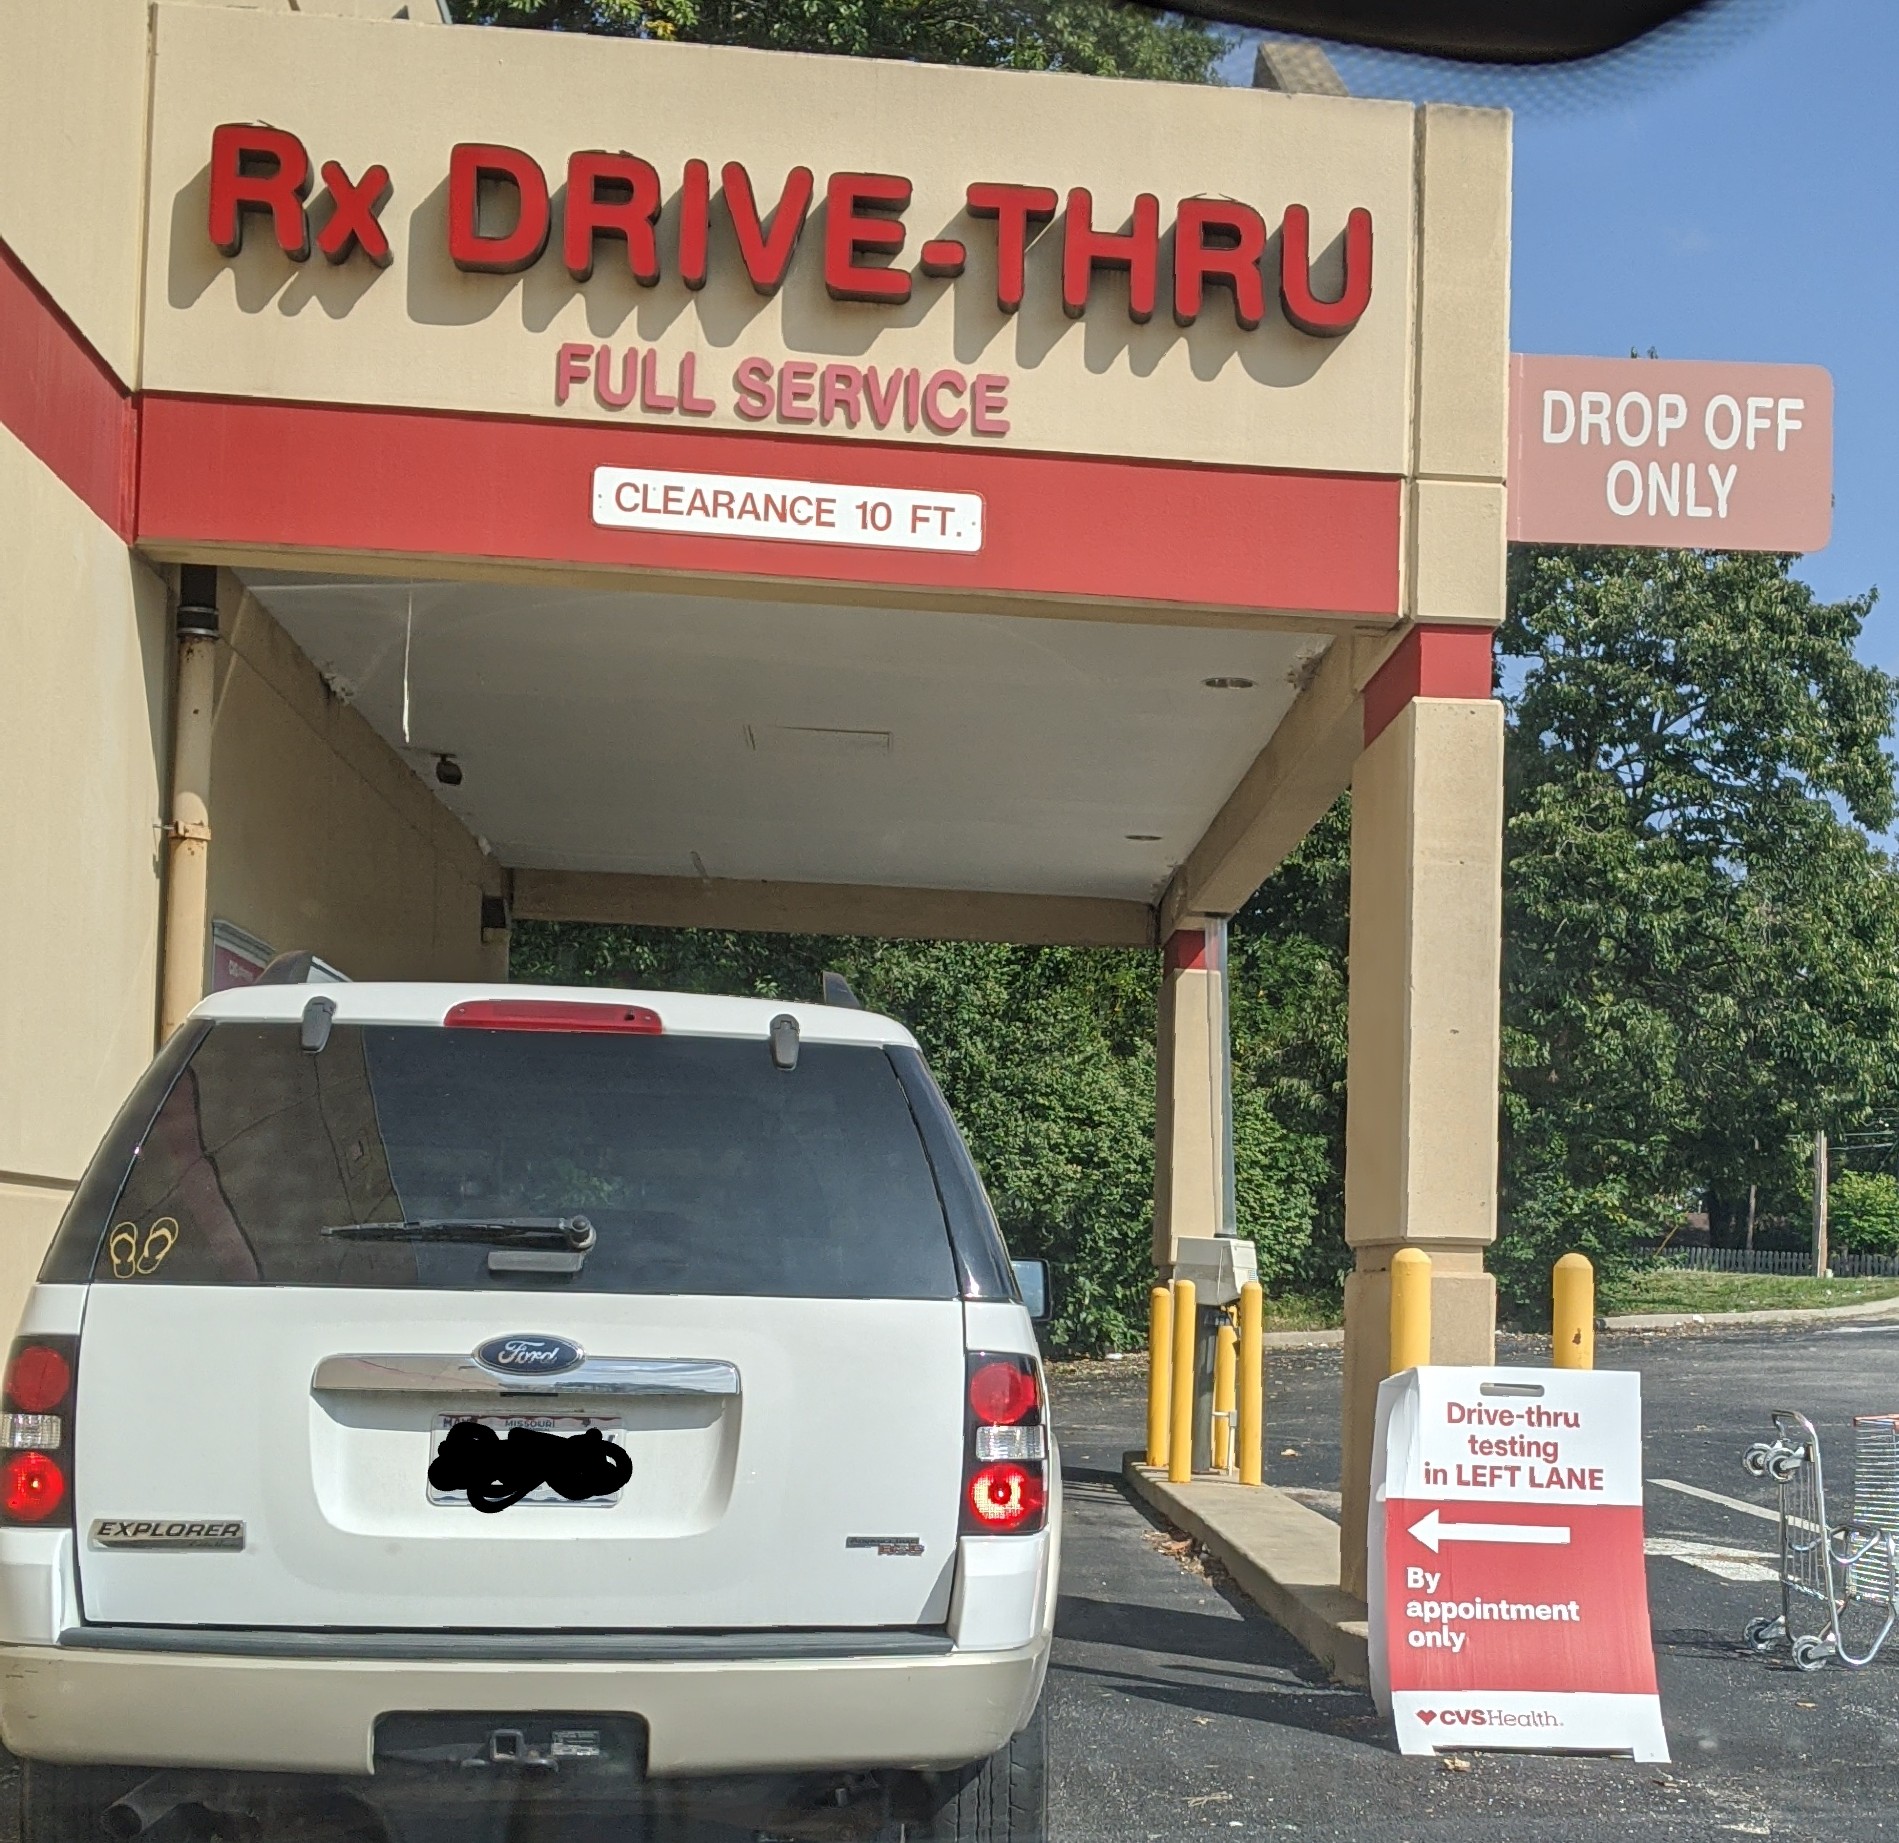 Rx DRIVE-THRU
FULL SERVICE
CLEARANCE 10 FT.
DROP OFF
ONLY
Ford
MISSOURI
EXPLORER
Drive-thru
testing
in LEFT LANE
By
appointment
only
CVSHealth.